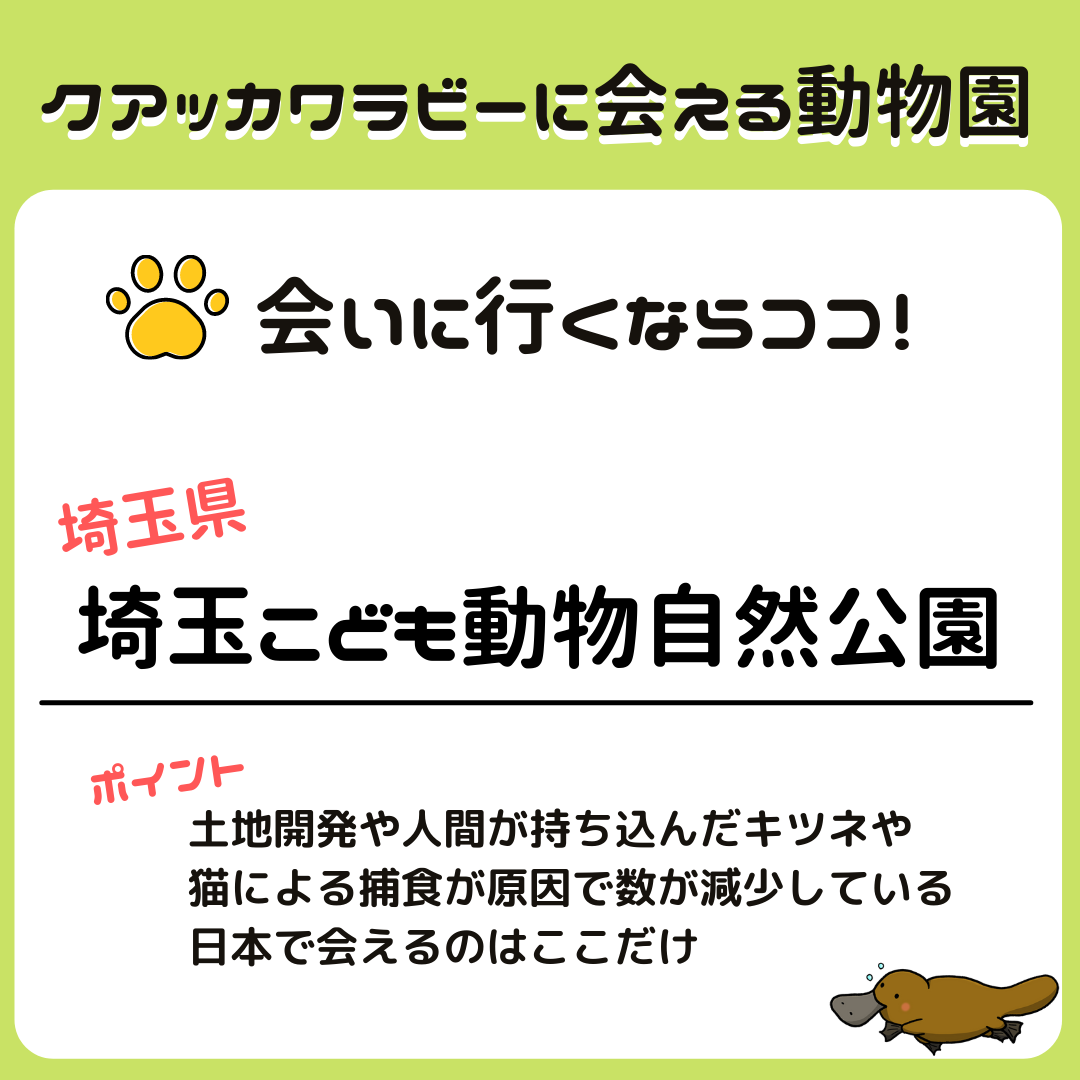 クアッカワラビーに会える動物園
会いに行くならココ！
埼玉県
埼玉こども動物自然公園
ポイント
土地開発や人間が持ち込んだキツネや
猫による捕食が原因で数が減少している
日本で会えるのはここだけ